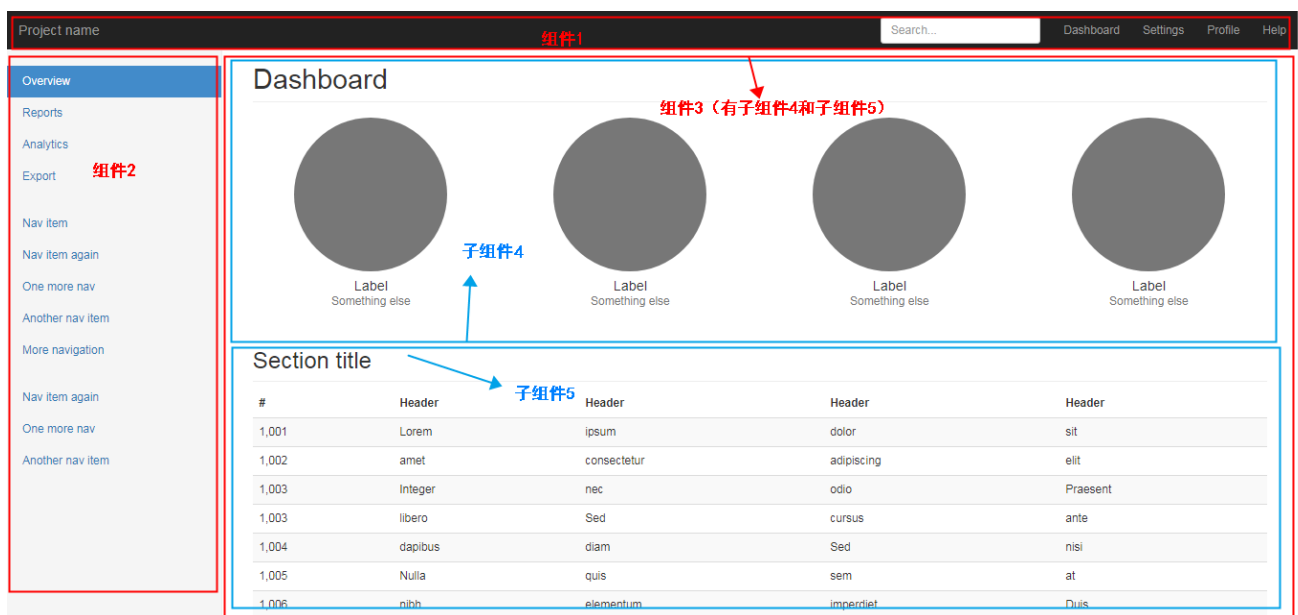 Project name
组件1
Search...
Dashboard Settings Profile Help
Overview
Reports
Analytics
Export
组件2
Nav item
Nav item again
One more nav
Another nav item
More navigation
Nav item again
One more nav
Another nav item
Dashboard
组件3（有子组件4和子组件5）
Label Label Label Label
Something else Something else Something else Something else
子组件4
Section title
子组件5
# Header Header Header Header
1,001 Lorem ipsum dolor sit
1,002 amet consectetur adipiscing elit
1,003 Integer nec odio Praesent
1,003 libero Sed cursus ante
1,004 dapibus diam Sed nisi
1,005 Nulla quis sem at
1,006 nibh elementum imperdiet Duis